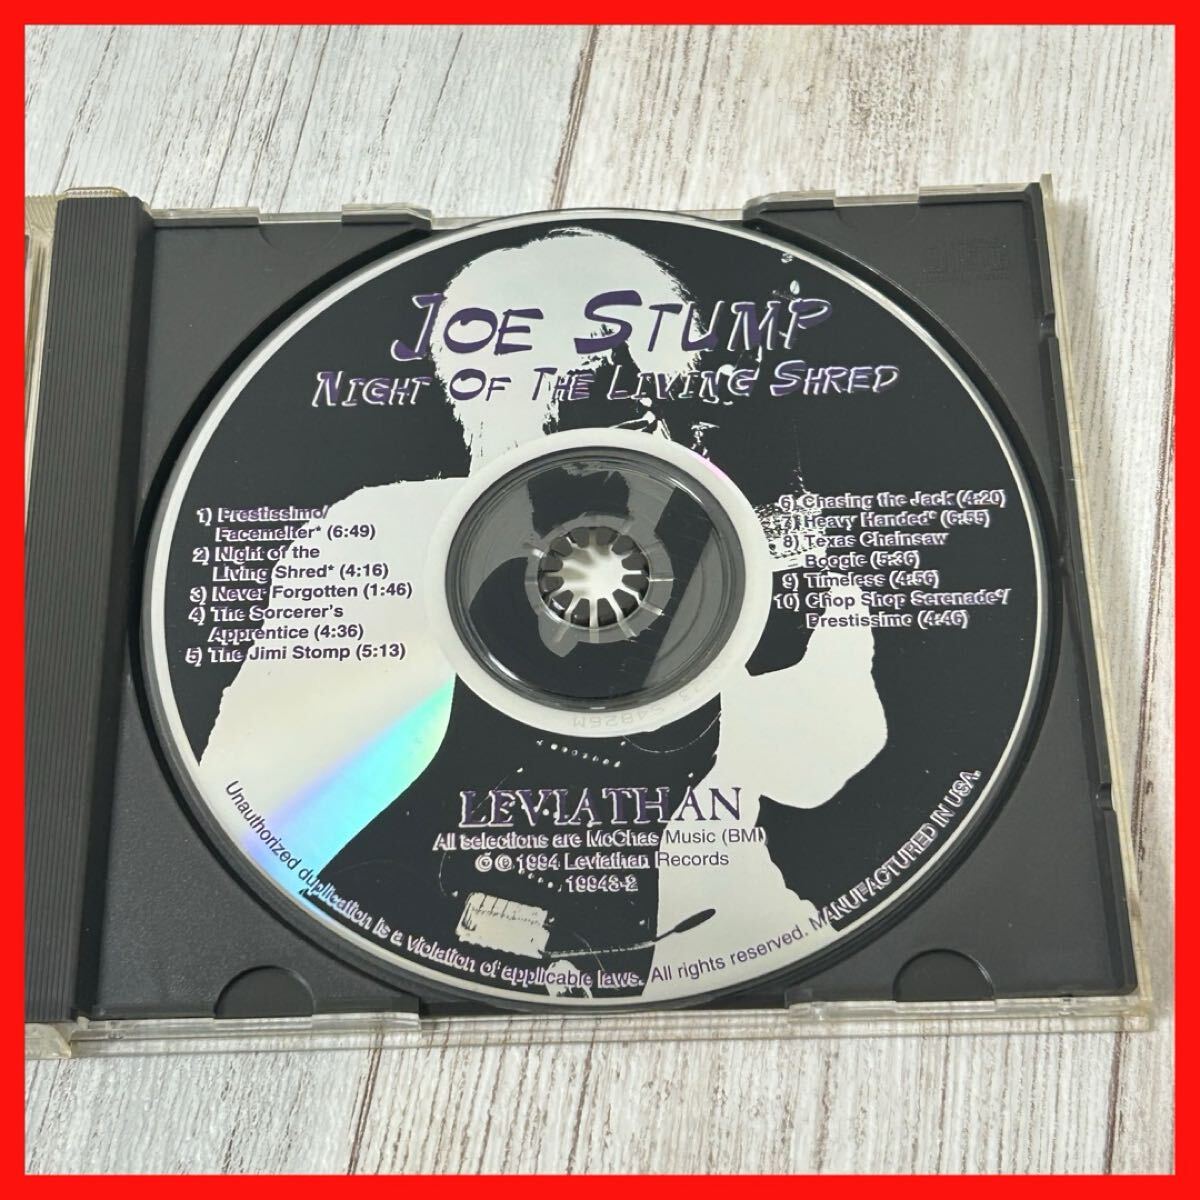 JOE STUMP
NIGHT OF THE LIVING SHRED
1) Prestissimo/
Facemelter* (6:49)
2) Night of the
Living Shred* (4:16)
3) Never Forgotten (1:46)
4) The Sorcerer's
Apprentice (4:36)
5) The Jimi Stomp (5:13)
6) Chasing the Jack (4:20)
7) Heavy Handed* (6:55)
8) Texas Chainsaw
Boogie (5:36)
9) Timeless (4:56)
10) Chop Shop Serenade*/
Prestissimo (4:46)
LEVIATHAN
All selections are McChas Music (BMI)
℗ © 1994 Leviathan Records
19943-2
Unauthorized duplication is a violation of applicable laws. All rights reserved. MANUFACTURED IN USA.